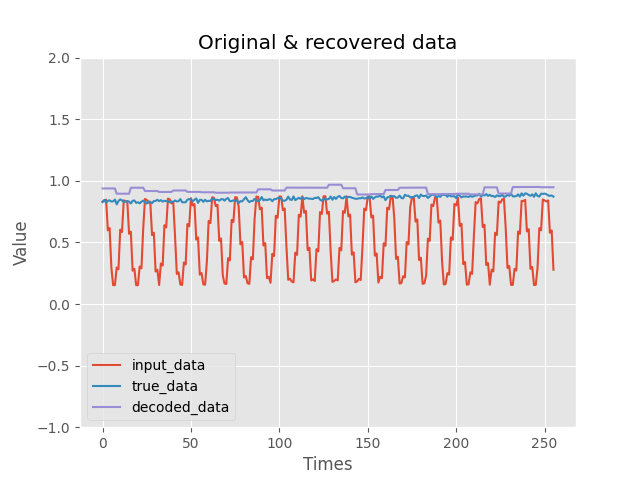 Original & recovered data
2.0
1.5
1.0
0.5
0.0
−0.5
−1.0
Value
input_data
true_data
decoded_data
0 50 100 150 200 250
Times